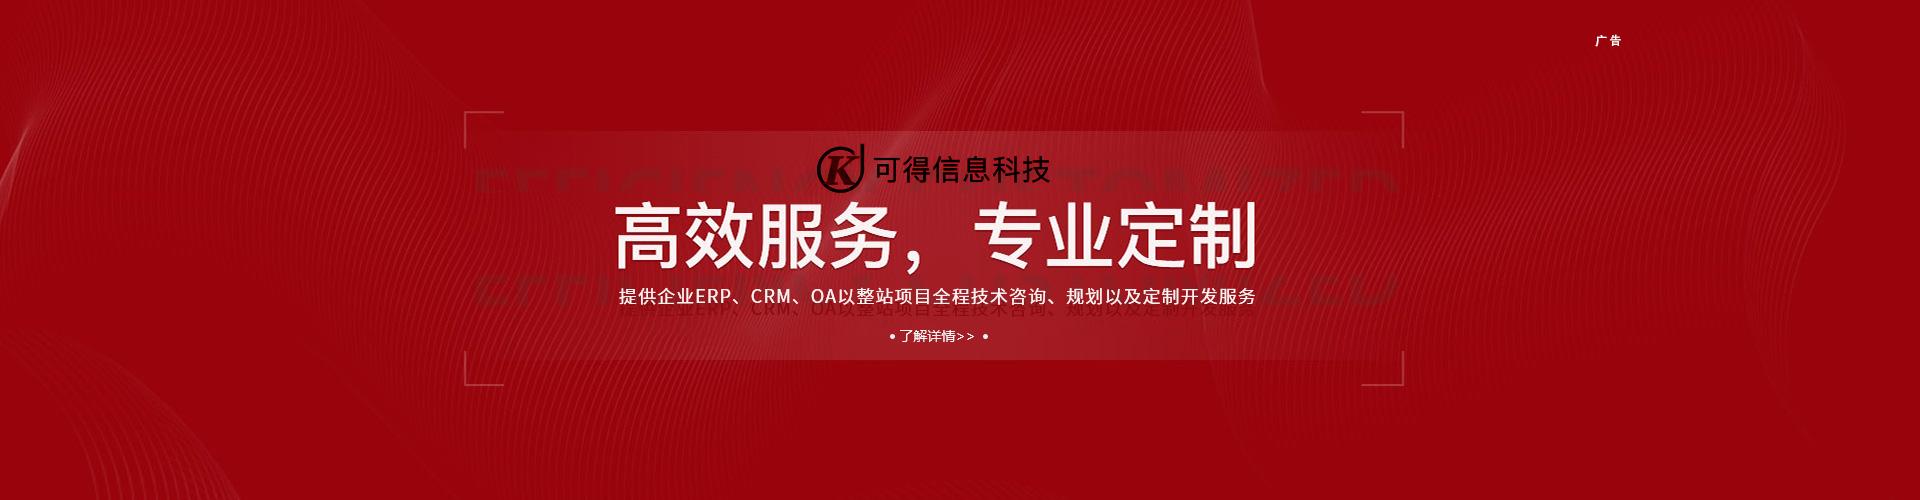 广告
可得信息科技
高效服务，专业定制
提供企业ERP、CRM、OA以整站项目全程技术咨询、规划以及定制开发服务
• 了解详情>> •